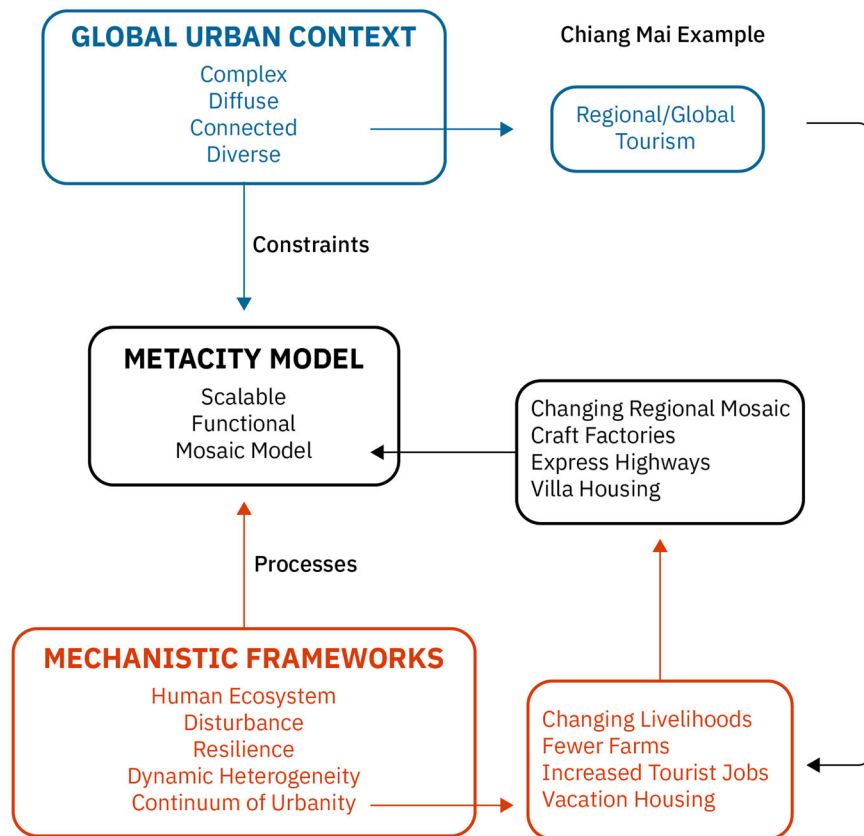 GLOBAL URBAN CONTEXT
Complex
Diffuse
Connected
Diverse
Chiang Mai Example
Regional/Global
Tourism
Constraints
METACITY MODEL
Scalable
Functional
Mosaic Model
Changing Regional Mosaic
Craft Factories
Express Highways
Villa Housing
Processes
MECHANISTIC FRAMEWORKS
Human Ecosystem
Disturbance
Resilience
Dynamic Heterogeneity
Continuum of Urbanity
Changing Livelihoods
Fewer Farms
Increased Tourist Jobs
Vacation Housing